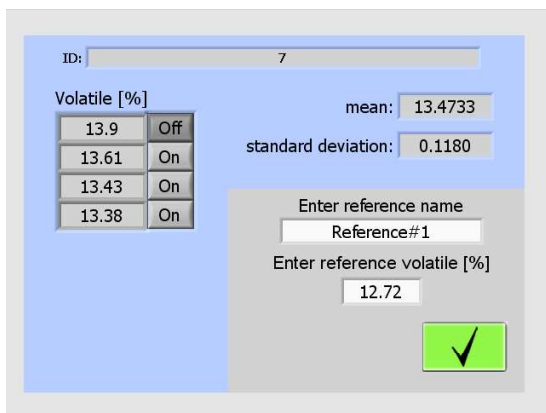 ID: 7
Volatile [%]
13.9 Off
13.61 On
13.43 On
13.38 On
mean: 13.4733
standard deviation: 0.1180
Enter reference name
Reference#1
Enter reference volatile [%]
12.72